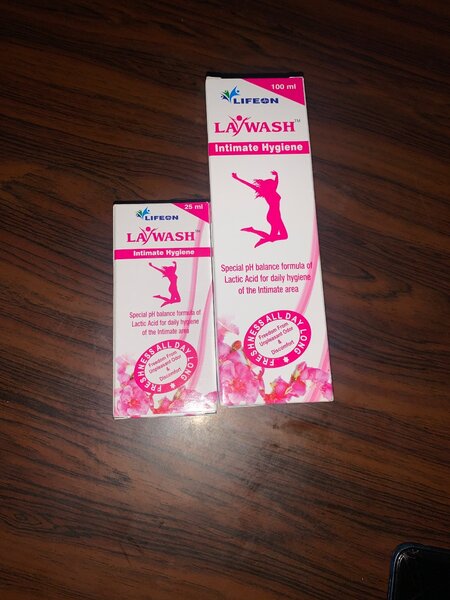 25 ml
LIFEON
LAYWASH™
Intimate Hygiene
Special pH balance formula of
Lactic Acid for daily hygiene
of the Intimate area
FRESHNESS ALL DAY LONG
Freedom From
Unpleasant Odor
&
Discomfort
100 ml
LIFEON
LAYWASH™
Intimate Hygiene
Special pH balance formula of
Lactic Acid for daily hygiene
of the Intimate area
FRESHNESS ALL DAY LONG
Freedom From
Unpleasant Odor
&
Discomfort